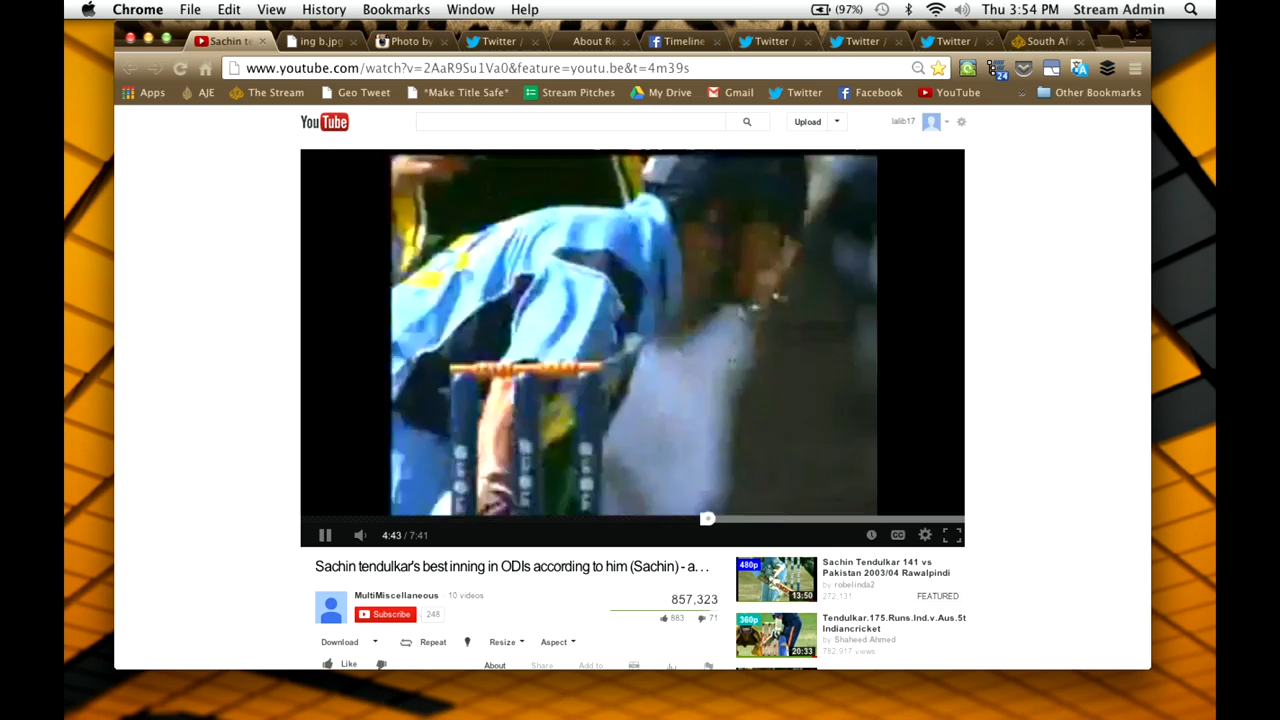 Chrome File Edit View History Bookmarks Window Help (97%) Thu 3:54 PM Stream Admin
Sachin te ing b.jpg Photo by Twitter / About Re Timeline Twitter / Twitter / Twitter / South Af
www.youtube.com/watch?v=2AaR9Su1Va0&feature=youtu.be&t=4m39s
24
Apps AJE The Stream Geo Tweet *Make Title Safe* Stream Pitches My Drive Gmail Twitter Facebook YouTube » Other Bookmarks
YouTube Upload lalib17
4:43 / 7:41 CC
Sachin tendulkar's best inning in ODIs according to him (Sachin) - a...
MultiMiscellaneous · 10 videos
Subscribe 248
857,323
883 71
Download Repeat Resize Aspect
Like About Share Add to
480p 13:50
Sachin Tendulkar 141 vs
Pakistan 2003/04 Rawalpindi
by robelinda2
272,131 FEATURED
360p 20:33
Tendulkar.175.Runs.Ind.v.Aus.5t
Indiancricket
by Shaheed Ahmed
782,917 views